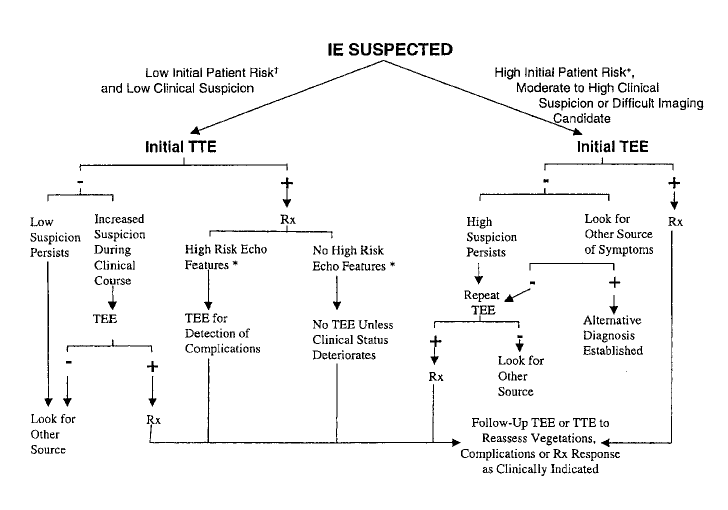 IE SUSPECTED
Low Initial Patient Risk†
and Low Clinical Suspicion
High Initial Patient Risk*,
Moderate to High Clinical
Suspicion or Difficult Imaging
Candidate
Initial TTE
Initial TEE
-
+
-
+
Low
Suspicion
Persists
Increased
Suspicion
During
Clinical
Course
Rx
High Risk Echo
Features *
No High Risk
Echo Features *
High
Suspicion
Persists
Look for
Other Source
of Symptoms
Rx
TEE
TEE for
Detection of
Complications
No TEE Unless
Clinical Status
Deteriorates
Repeat
TEE
-
+
Alternative
Diagnosis
Established
-
+
+
-
Rx
Look for
Other
Source
Look for
Other
Source
Rx
Follow-Up TEE or TTE to
Reassess Vegetations,
Complications or Rx Response
as Clinically Indicated